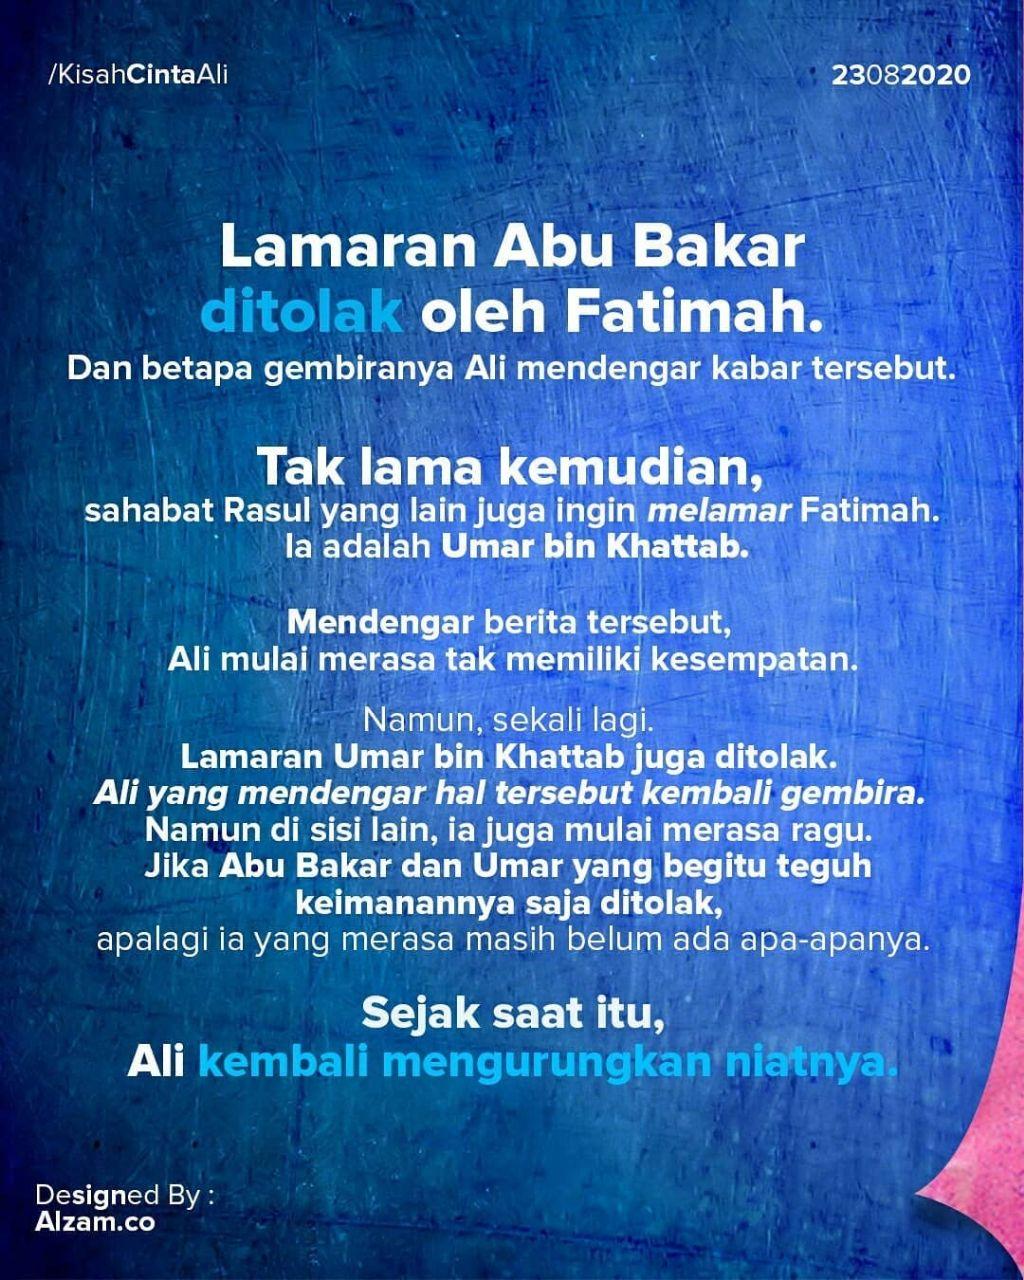 /KisahCintaAli
23082020
Lamaran Abu Bakar
ditolak oleh Fatimah.
Dan betapa gembiranya Ali mendengar kabar tersebut.
Tak lama kemudian,
sahabat Rasul yang lain juga ingin melamar Fatimah.
Ia adalah Umar bin Khattab.
Mendengar berita tersebut,
Ali mulai merasa tak memiliki kesempatan.
Namun, sekali lagi.
Lamaran Umar bin Khattab juga ditolak.
Ali yang mendengar hal tersebut kembali gembira.
Namun di sisi lain, ia juga mulai merasa ragu.
Jika Abu Bakar dan Umar yang begitu teguh
keimanannya saja ditolak,
apalagi ia yang merasa masih belum ada apa-apanya.
Sejak saat itu,
Ali kembali mengurungkan niatnya.
Designed By :
Alzam.co